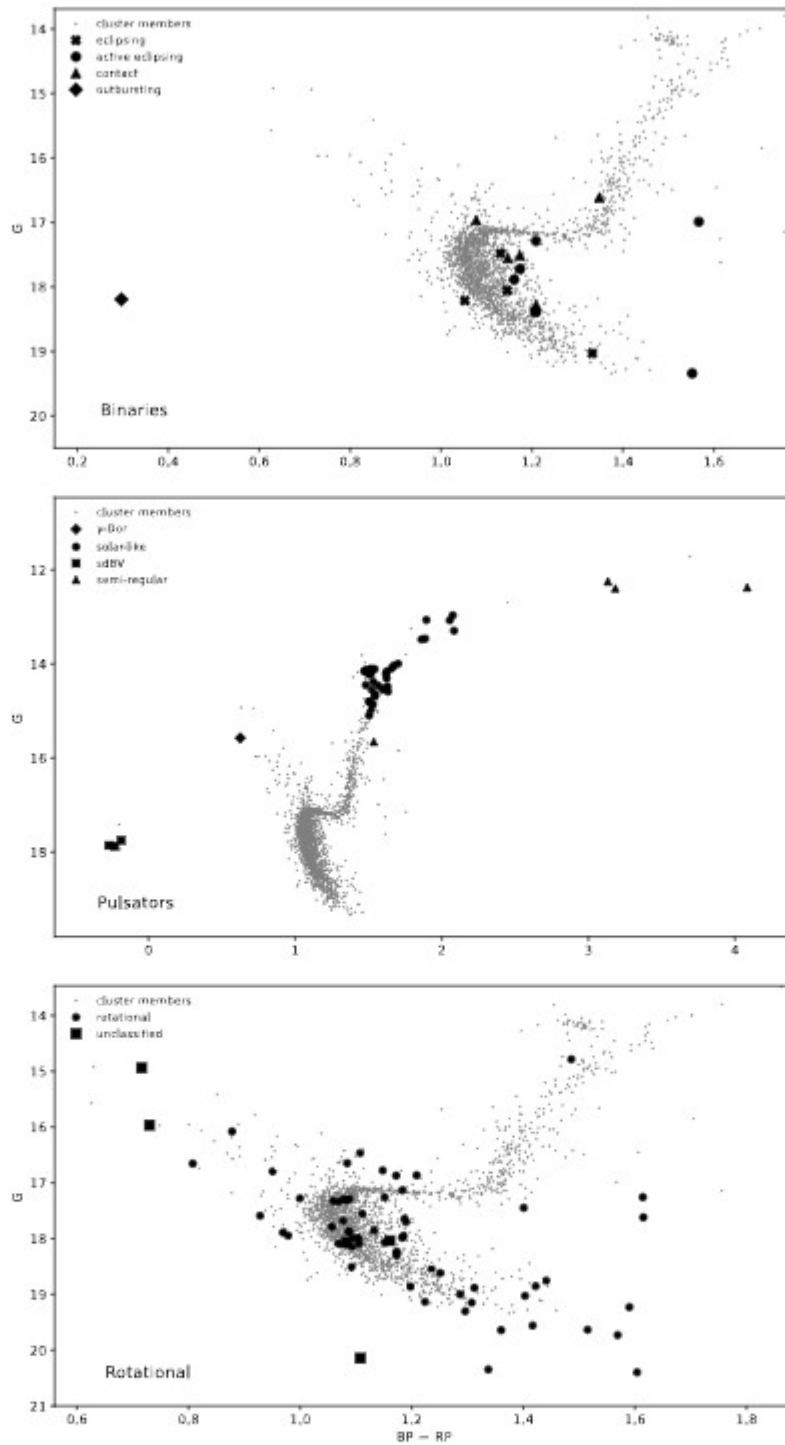 14
15
16
17
18
19
20
G
cluster members
eclipsing
active eclipsing
contact
outbursting
Binaries
0,2 0,4 0,6 0,8 1,0 1,2 1,4 1,6
12
14
16
18
G
cluster members
γ-Dor
solar-like
sdBV
semi-regular
Pulsators
0 1 2 3 4
14
15
16
17
18
19
20
21
G
cluster members
rotational
unclassified
Rotational
0,6 0,8 1,0 1,2 1,4 1,6
BP − RP